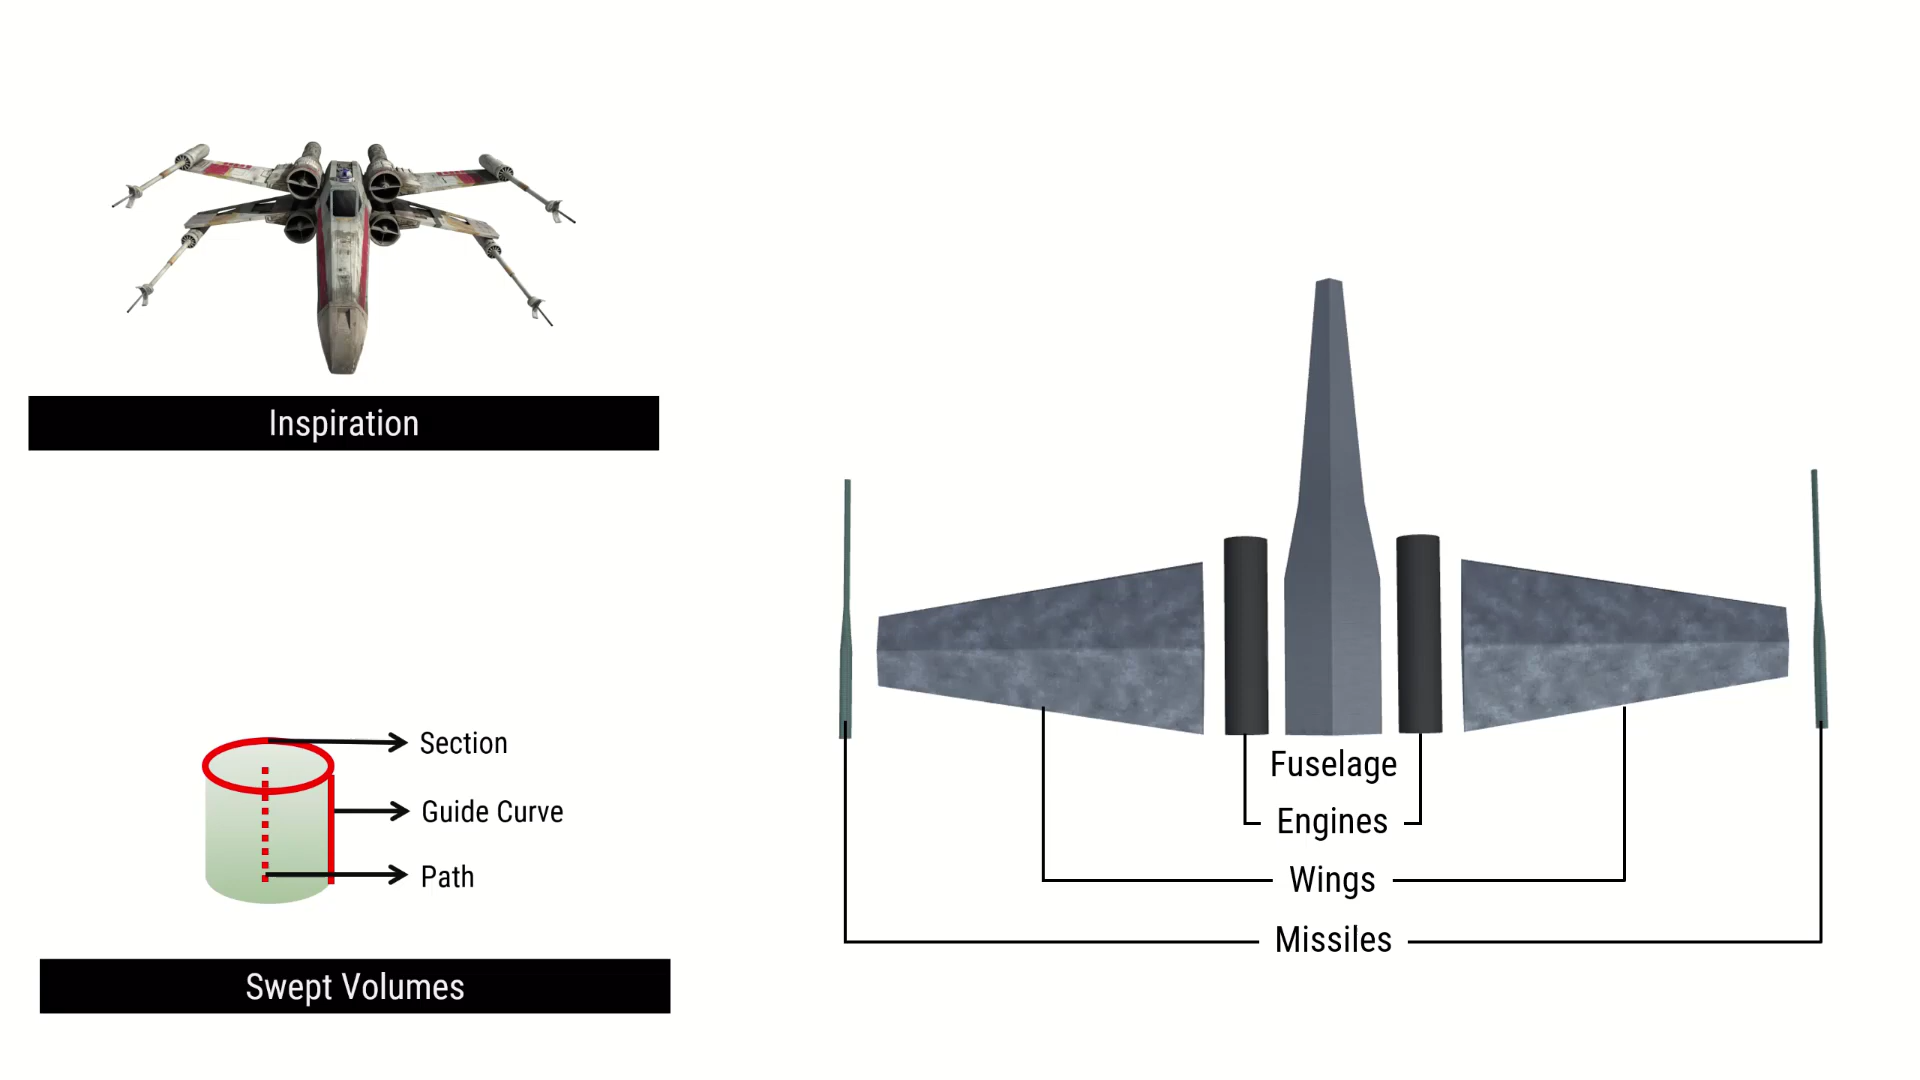 Inspiration
Section
Guide Curve
Path
Swept Volumes
Fuselage
Engines
Wings
Missiles